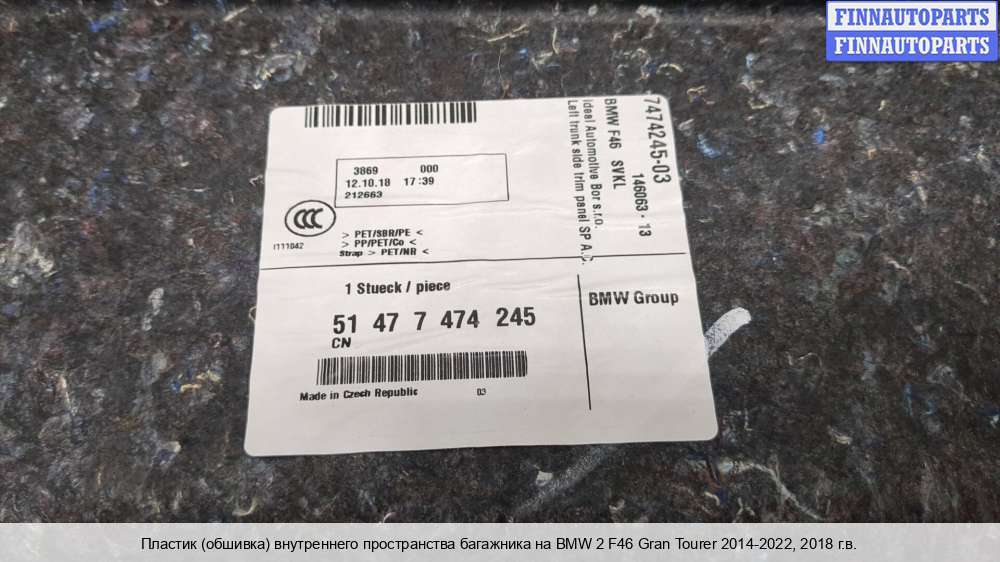 FINNAUTOPARTS
FINNAUTOPARTS
3869 000
12.10.18 17:39
212663
CCC
I111042
> PET/SBR/PE <
> PP/PET/Co <
Strap > PET/NR <
7474245-03
146063 - 13
BMW F46 SVKL
Ideal Automotive Bor s.r.o.
Left trunk side trim panel SP A.C.
1 Stueck / piece
51 47 7 474 245
CN
Made in Czech Republic 03
BMW Group
Пластик (обшивка) внутреннего пространства багажника на BMW 2 F46 Gran Tourer 2014-2022, 2018 г.в.